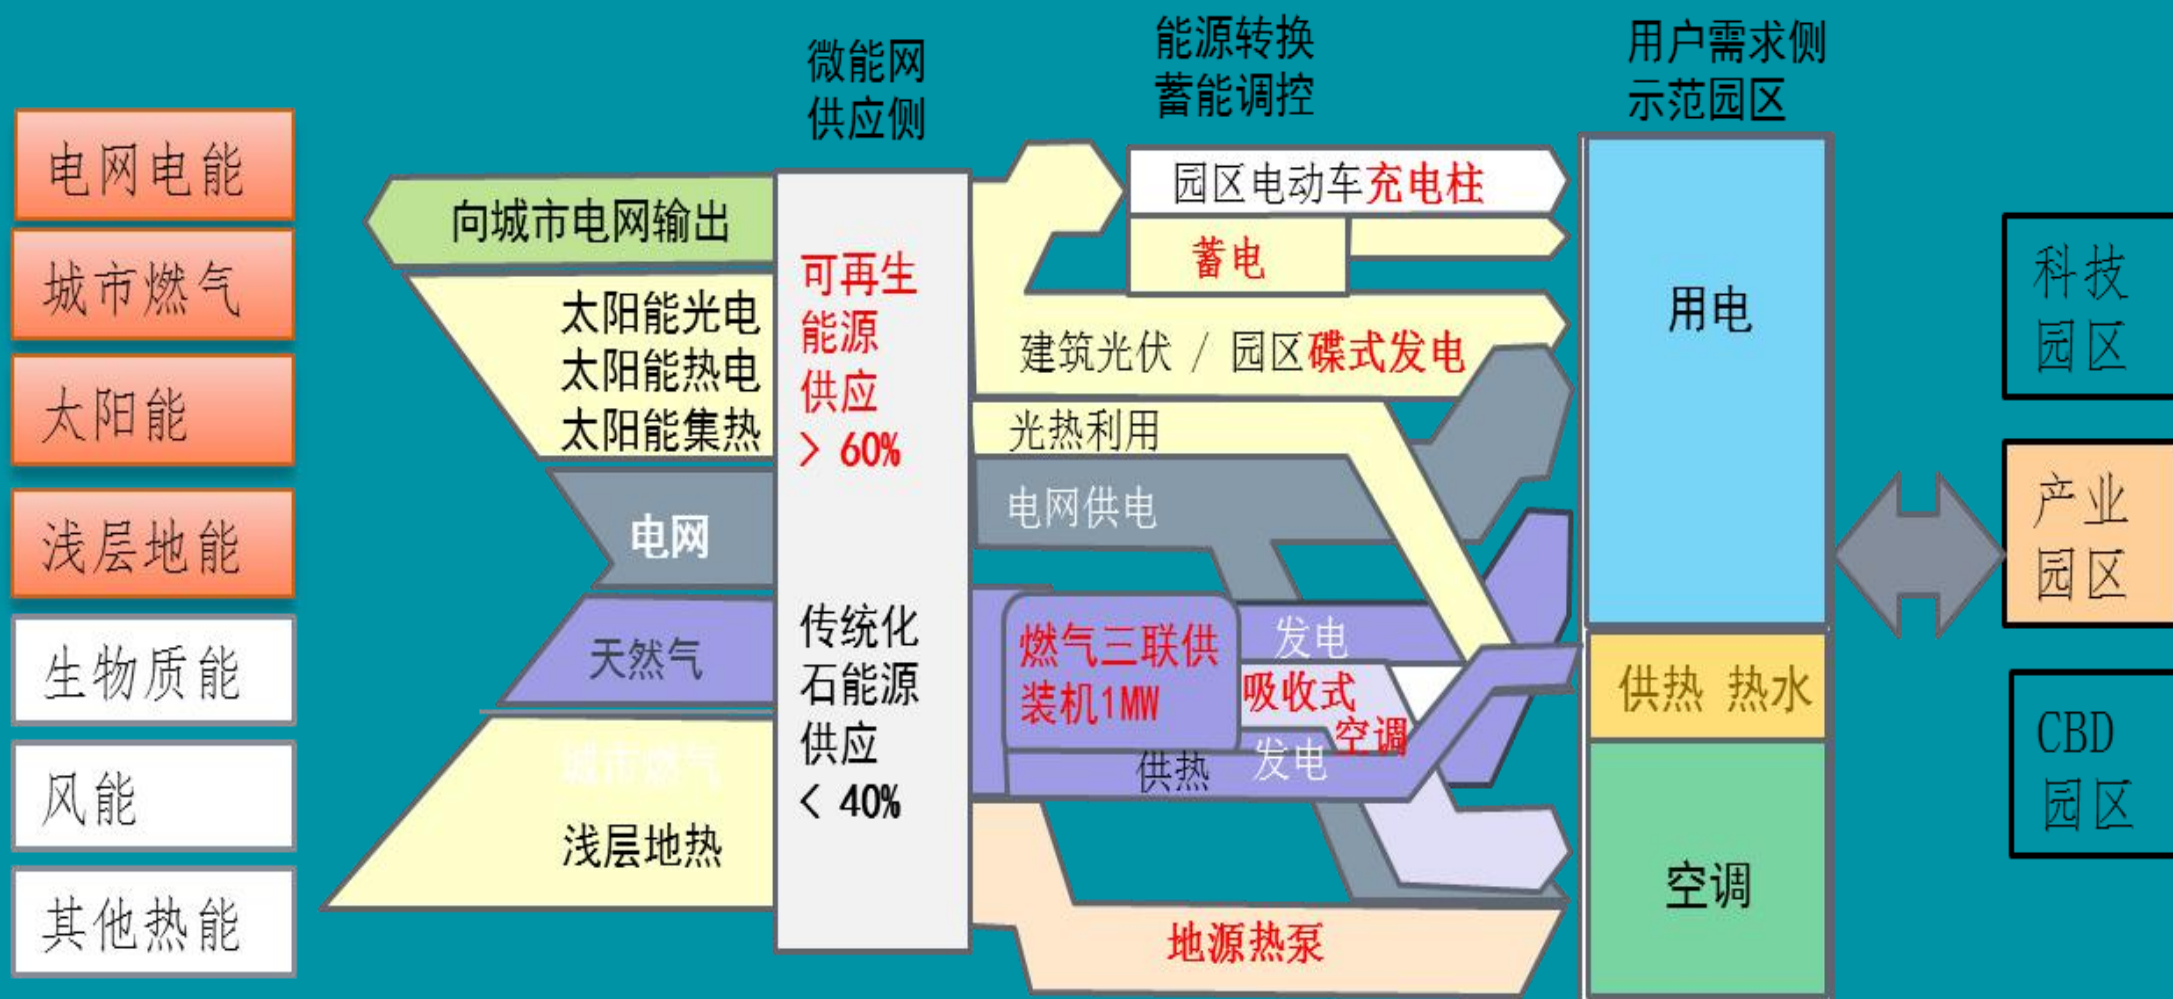 微能网
供应侧
能源转换
蓄能调控
用户需求侧
示范园区
电网电能
城市燃气
太阳能
浅层地能
生物质能
风能
其他热能
向城市电网输出
太阳能光电
太阳能热电
太阳能集热
电网
天然气
城市燃气
浅层地热
可再生
能源
供应
> 60%
传统化
石能源
供应
< 40%
园区电动车充电柱
蓄电
建筑光伏 / 园区碟式发电
光热利用
电网供电
燃气三联供
装机1MW
发电
吸收式
空调
供热
发电
地源热泵
用电
供热 热水
空调
科技
园区
产业
园区
CBD
园区